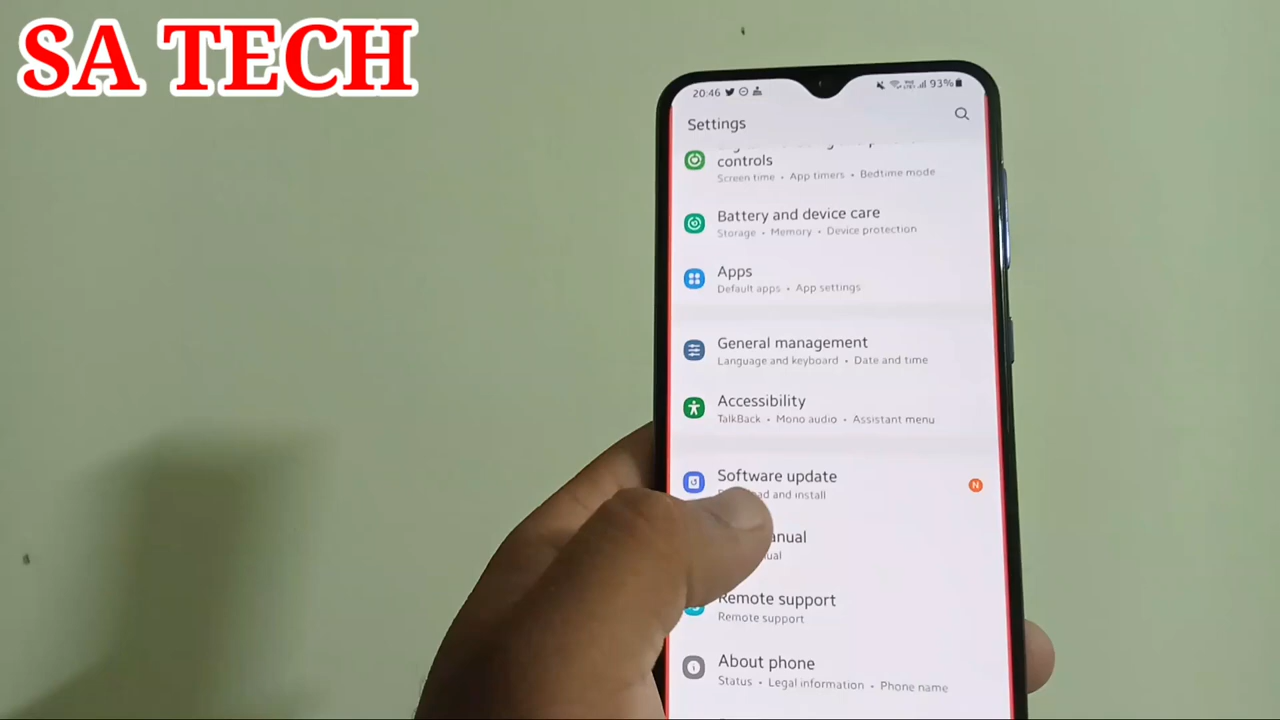 SA TECH
20:46 93%
Settings
controls
Screen time • App timers • Bedtime mode
Battery and device care
Storage • Memory • Device protection
Apps
Default apps • App settings
General management
Language and keyboard • Date and time
Accessibility
TalkBack • Mono audio • Assistant menu
Software update
N
and install
Remote support
Remote support
About phone
Status • Legal information • Phone name